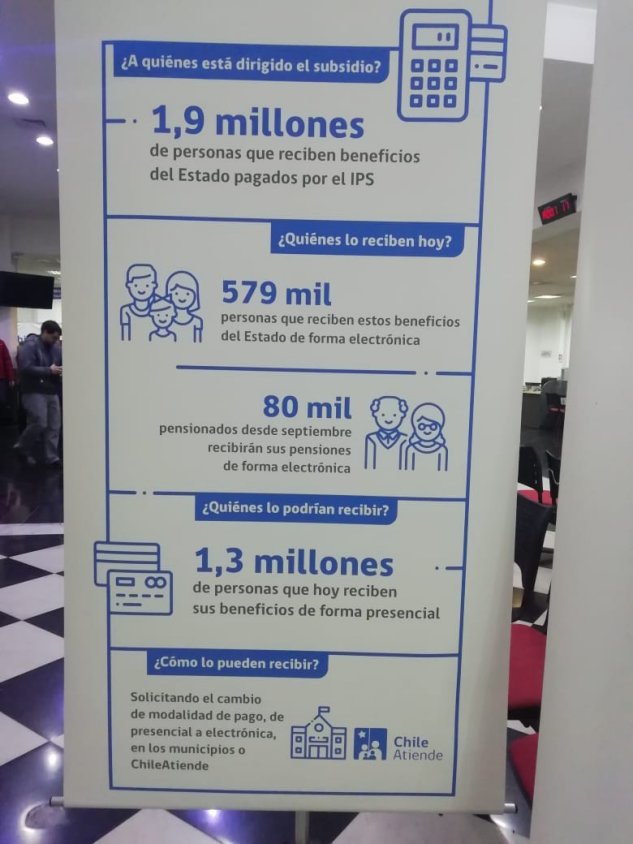 ¿A quiénes está dirigido el subsidio?
1,9 millones
de personas que reciben beneficios
del Estado pagados por el IPS
¿Quiénes lo reciben hoy?
579 mil
personas que reciben estos beneficios
del Estado de forma electrónica
80 mil
pensionados desde septiembre
recibirán sus pensiones
de forma electrónica
¿Quiénes lo podrían recibir?
1,3 millones
de personas que hoy reciben
sus beneficios de forma presencial
¿Cómo lo pueden recibir?
Solicitando el cambio
de modalidad de pago, de
presencial a electrónica,
en los municipios o
ChileAtiende
Chile
Atiende